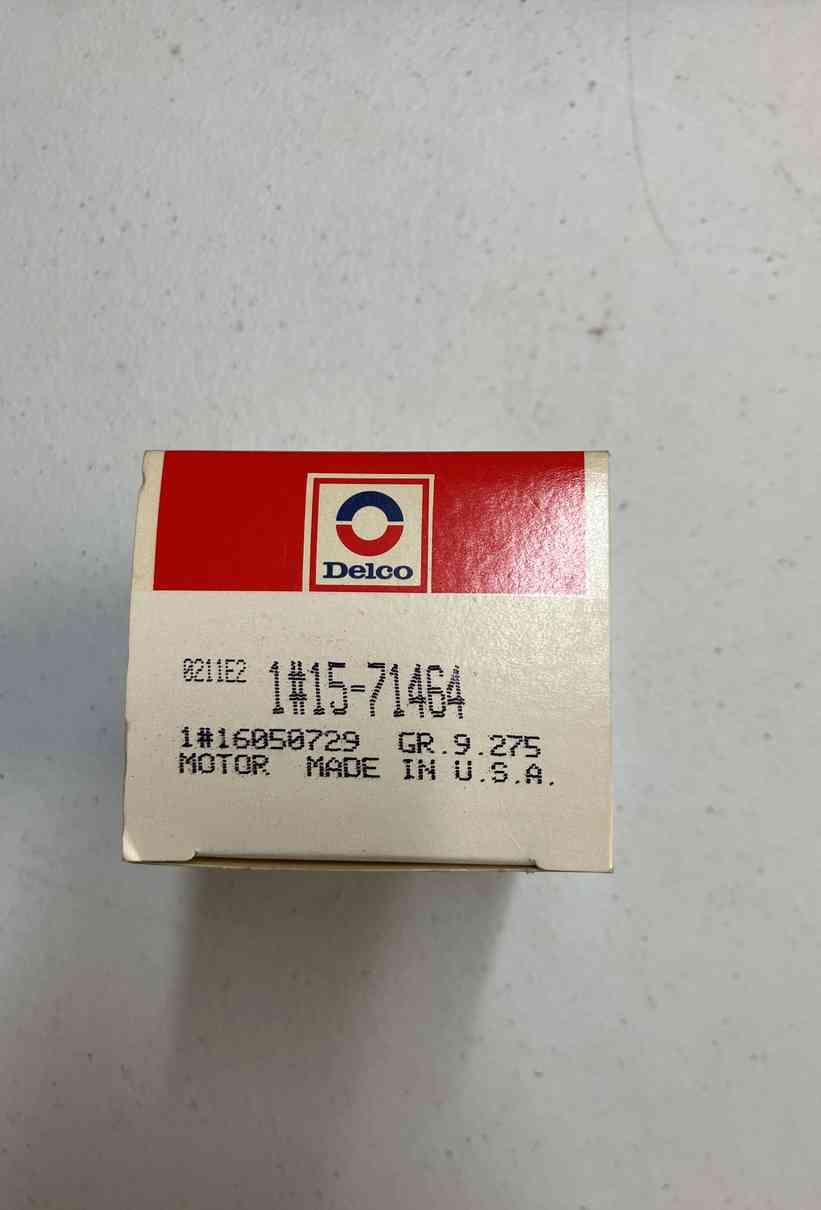 Delco
0211E2 1#15-71464
1#16050729 GR.9.275
MOTOR MADE IN U.S.A.